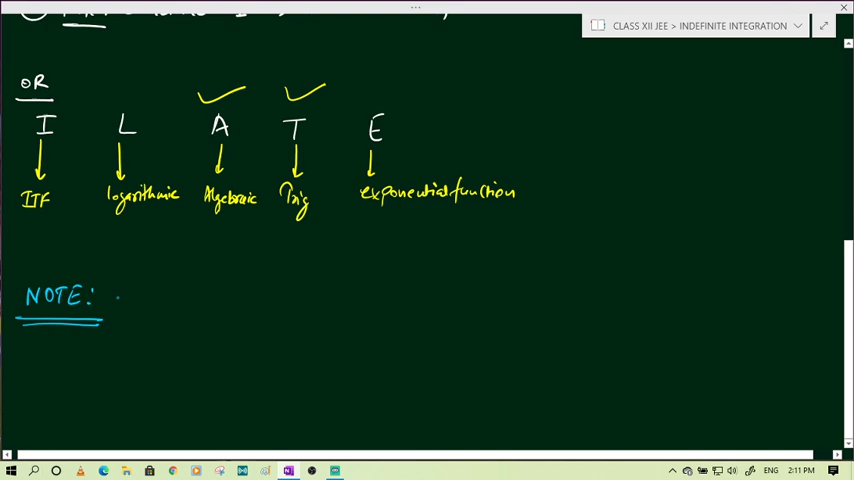 CLASS XII JEE > INDEFINITE INTEGRATION
OR
I L A T E
ITF logarithmic Algebraic Trig exponential function
NOTE:
ENG 2:11 PM